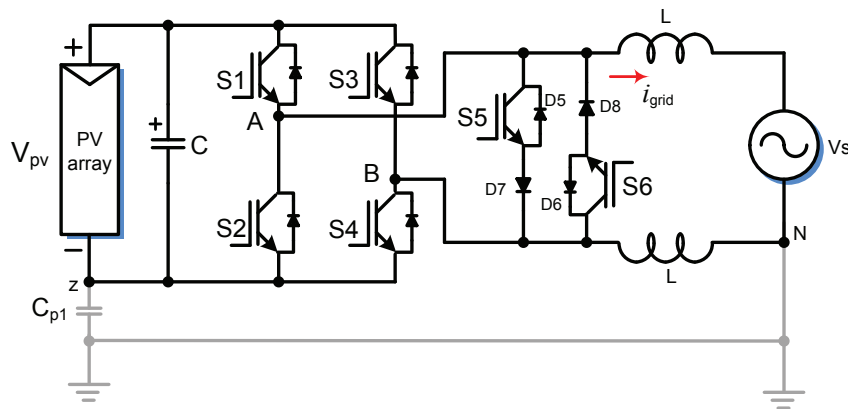 L
S1
S3
D5
D8
i grid
A
S5
PV
array
V pv
C
Vs
B
D7
D6
S6
S2
S4
N
z
L
C p1